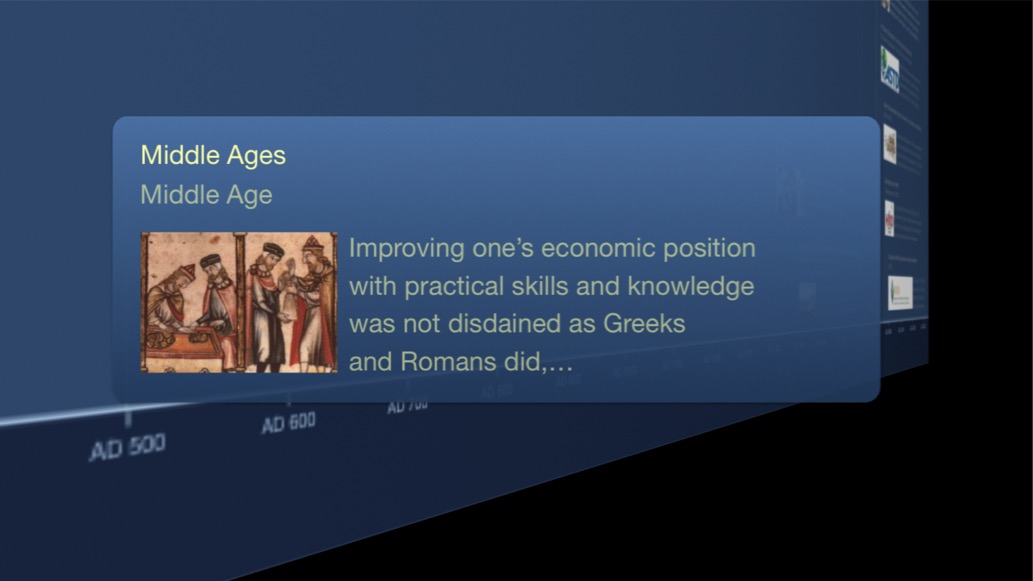 Middle Ages
Middle Age
Improving one's economic position
with practical skills and knowledge
was not disdained as Greeks
and Romans did,...
AD 500
AD 600
AD 700
ASTD